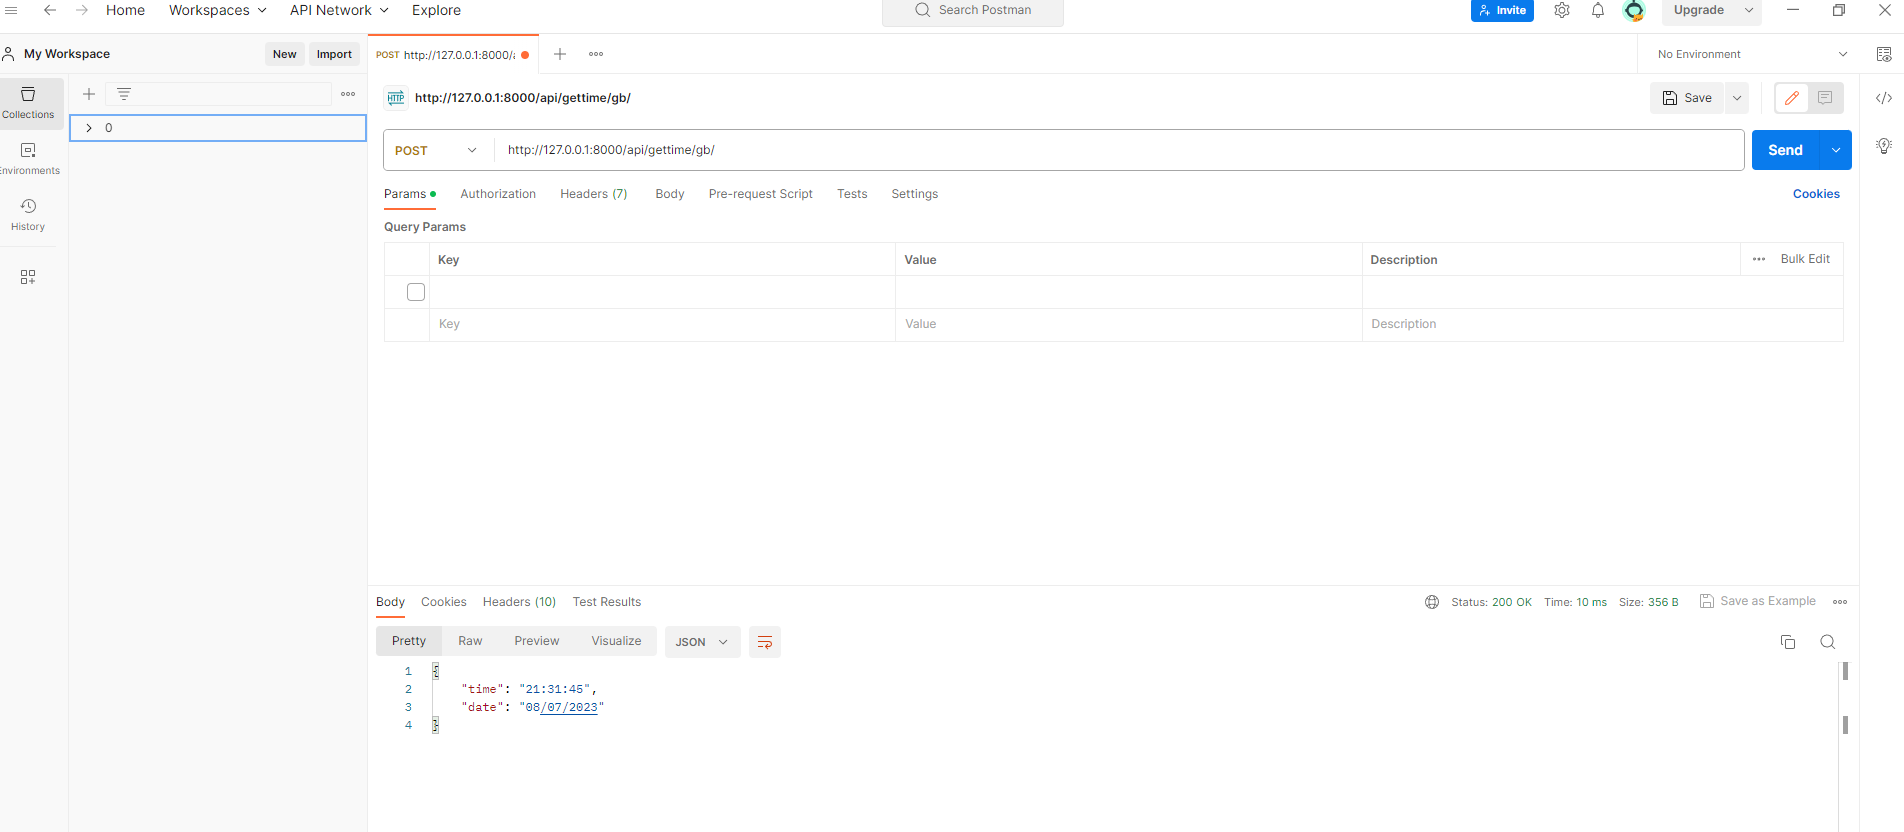 Home Workspaces API Network Explore Search Postman Invite Upgrade
My Workspace New Import POST http://127.0.0.1:8000/a No Environment
Collections
0
Environments
History
HTTP http://127.0.0.1:8000/api/gettime/gb/ Save
POST http://127.0.0.1:8000/api/gettime/gb/ Send
Params Authorization Headers (7) Body Pre-request Script Tests Settings Cookies
Query Params
Key Value Description Bulk Edit
Key Value Description
Body Cookies Headers (10) Test Results Status: 200 OK Time: 10 ms Size: 356 B Save as Example
Pretty Raw Preview Visualize JSON
1 {
2 "time": "21:31:45",
3 "date": "08/07/2023"
4 }